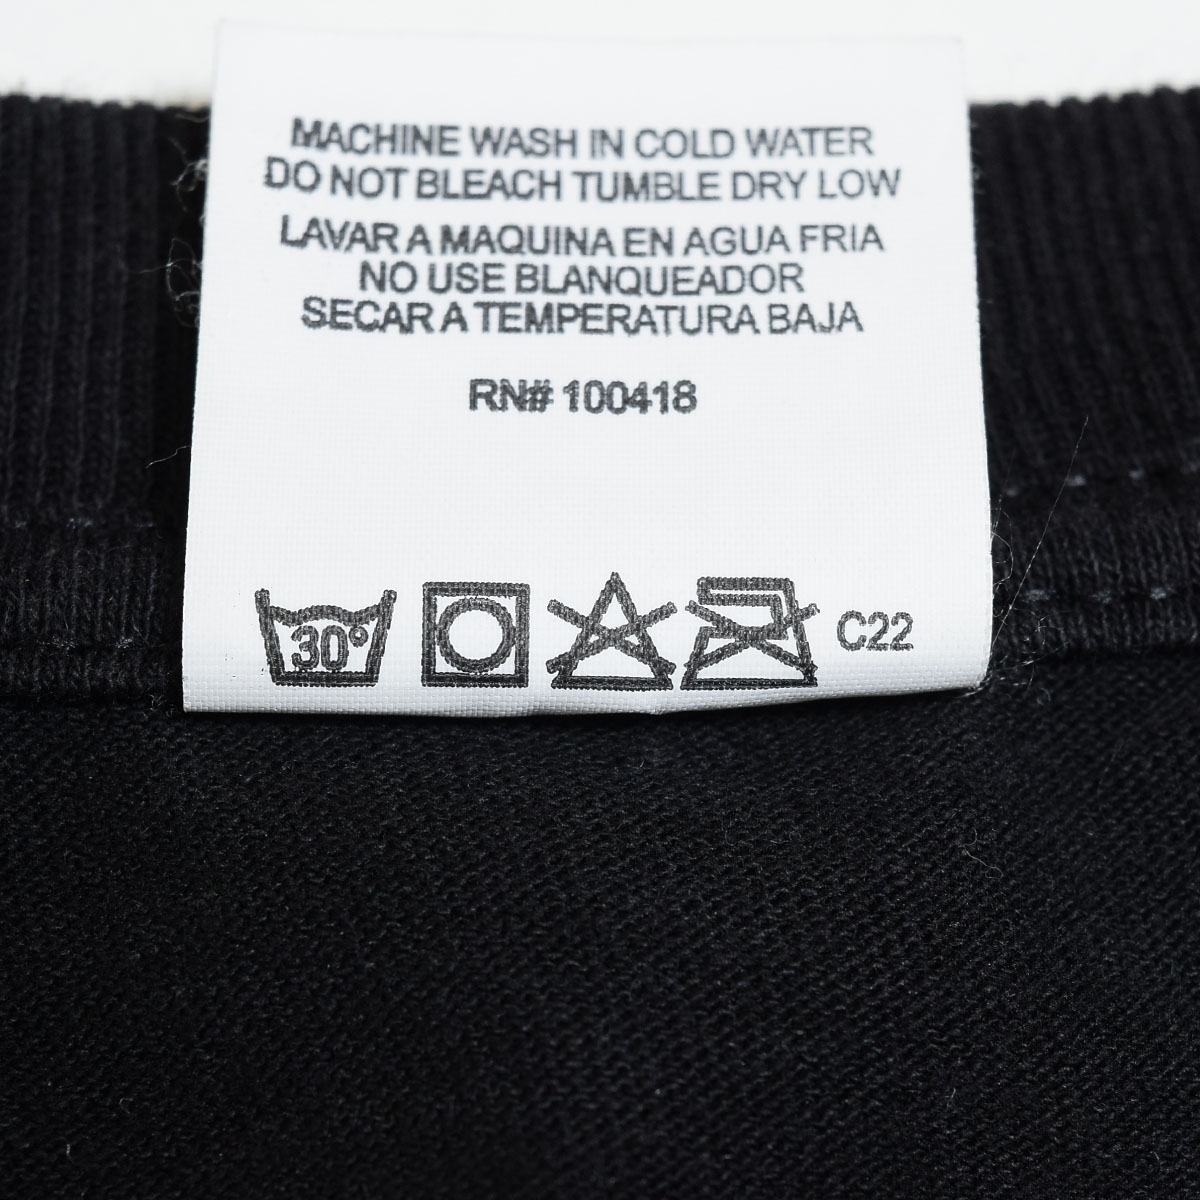 MACHINE WASH IN COLD WATER
DO NOT BLEACH TUMBLE DRY LOW
LAVAR A MAQUINA EN AGUA FRIA
NO USE BLANQUEADOR
SECAR A TEMPERATURA BAJA
RN# 100418
30° C22